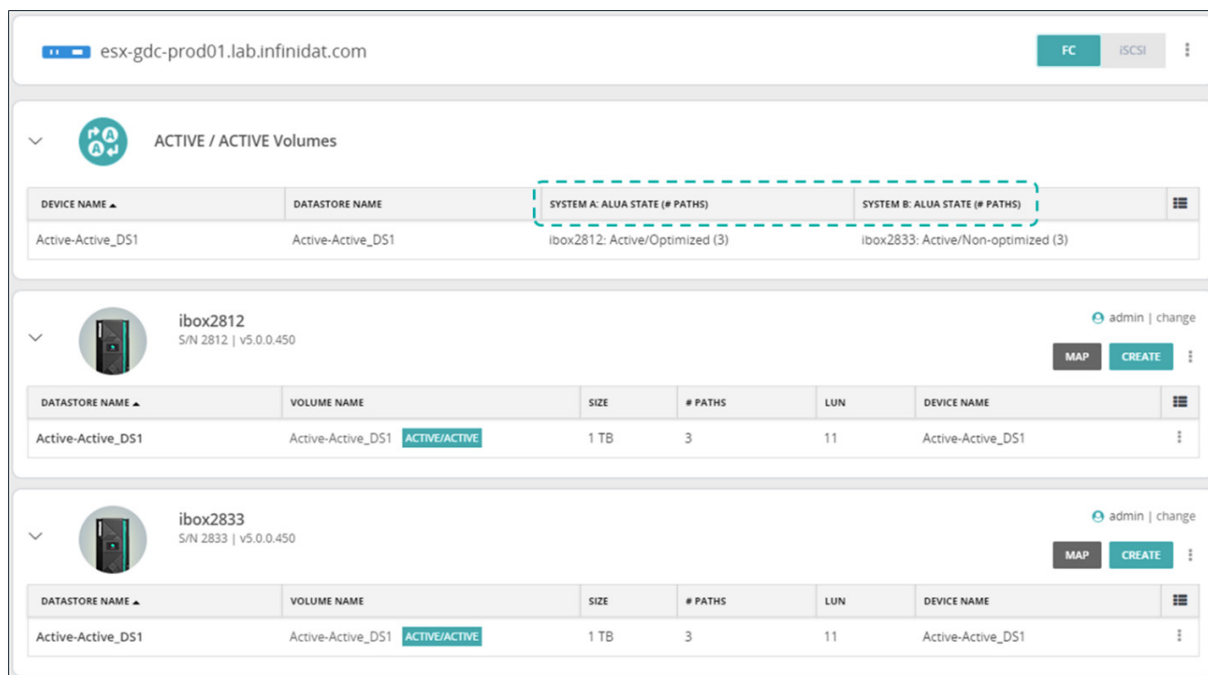 esx-gdc-prod01.lab.infinidat.com FC iSCSI
ACTIVE / ACTIVE Volumes
DEVICE NAME DATASTORE NAME SYSTEM A: ALUA STATE (# PATHS) SYSTEM B: ALUA STATE (# PATHS)
Active-Active_DS1 Active-Active_DS1 ibox2812: Active/Optimized (3) ibox2833: Active/Non-optimized (3)
ibox2812 admin | change
S/N 2812 | v5.0.0.450
MAP CREATE
DATASTORE NAME VOLUME NAME SIZE # PATHS LUN DEVICE NAME
Active-Active_DS1 Active-Active_DS1 ACTIVE/ACTIVE 1 TB 3 11 Active-Active_DS1
ibox2833 admin | change
S/N 2833 | v5.0.0.450
MAP CREATE
DATASTORE NAME VOLUME NAME SIZE # PATHS LUN DEVICE NAME
Active-Active_DS1 Active-Active_DS1 ACTIVE/ACTIVE 1 TB 3 11 Active-Active_DS1